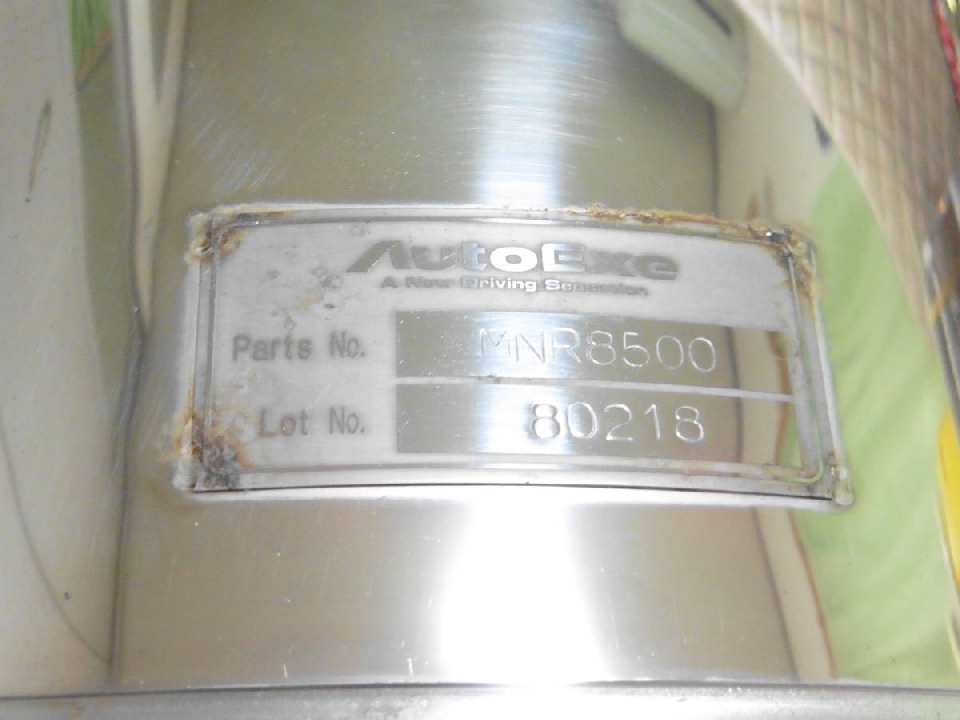 AutoExe
A New Driving Sensation
Parts No. MNR8500
Lot No. 80218